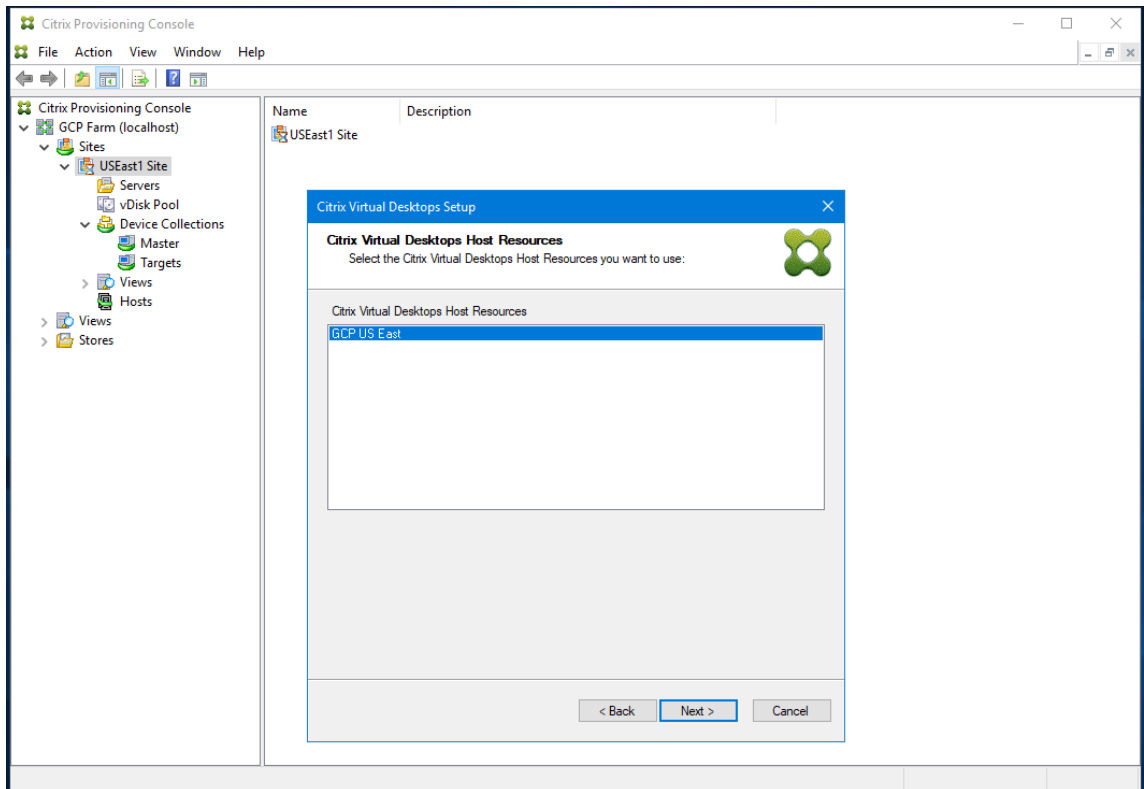 Citrix Provisioning Console
File Action View Window Help
Citrix Provisioning Console
GCP Farm (localhost)
Sites
USEast1 Site
Servers
vDisk Pool
Device Collections
Master
Targets
Views
Hosts
Views
Stores
Name Description
USEast1 Site
Citrix Virtual Desktops Setup
Citrix Virtual Desktops Host Resources
Select the Citrix Virtual Desktops Host Resources you want to use:
Citrix Virtual Desktops Host Resources
GCP US East
< Back Next > Cancel